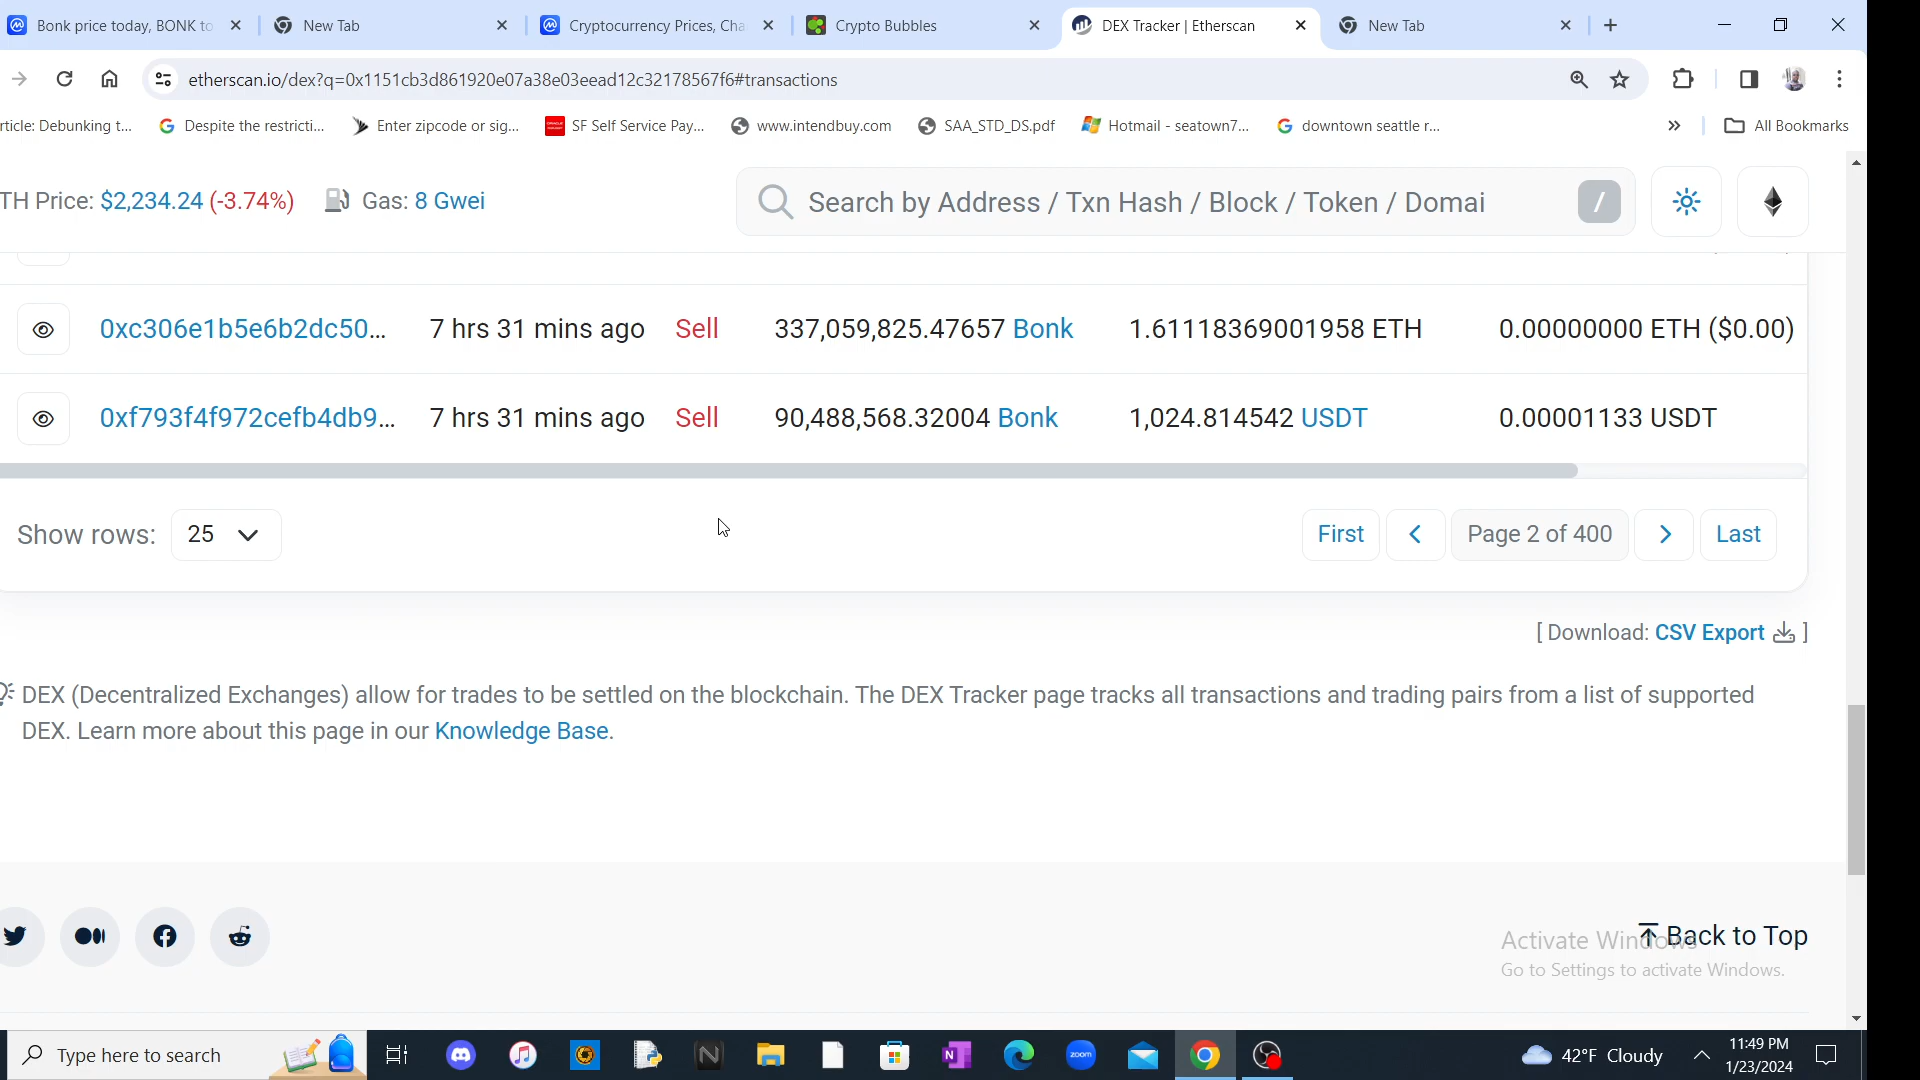 Bonk price today, BONK to
New Tab
Cryptocurrency Prices, Cha
Crypto Bubbles
DEX Tracker | Etherscan
New Tab
etherscan.io/dex?q=0x1151cb3d861920e07a38e03eead12c32178567f6#transactions
rticle: Debunking t...
Despite the restricti...
Enter zipcode or sig...
SF Self Service Pay...
www.intendbuy.com
SAA_STD_DS.pdf
Hotmail - seatown7...
downtown seattle r...
»
All Bookmarks
TH Price: $2,234.24 (-3.74%)
Gas: 8 Gwei
Search by Address / Txn Hash / Block / Token / Domai
/
0xc306e1b5e6b2dc50... 7 hrs 31 mins ago Sell 337,059,825.47657 Bonk 1.61118369001958 ETH 0.00000000 ETH ($0.00)
0xf793f4f972cefb4db9... 7 hrs 31 mins ago Sell 90,488,568.32004 Bonk 1,024.814542 USDT 0.00001133 USDT
Show rows: 25
First
Page 2 of 400
Last
[ Download: CSV Export ]
DEX (Decentralized Exchanges) allow for trades to be settled on the blockchain. The DEX Tracker page tracks all transactions and trading pairs from a list of supported
DEX. Learn more about this page in our Knowledge Base.
Back to Top
Activate Windows
Go to Settings to activate Windows.
Type here to search
zoom
42°F Cloudy
11:49 PM
1/23/2024